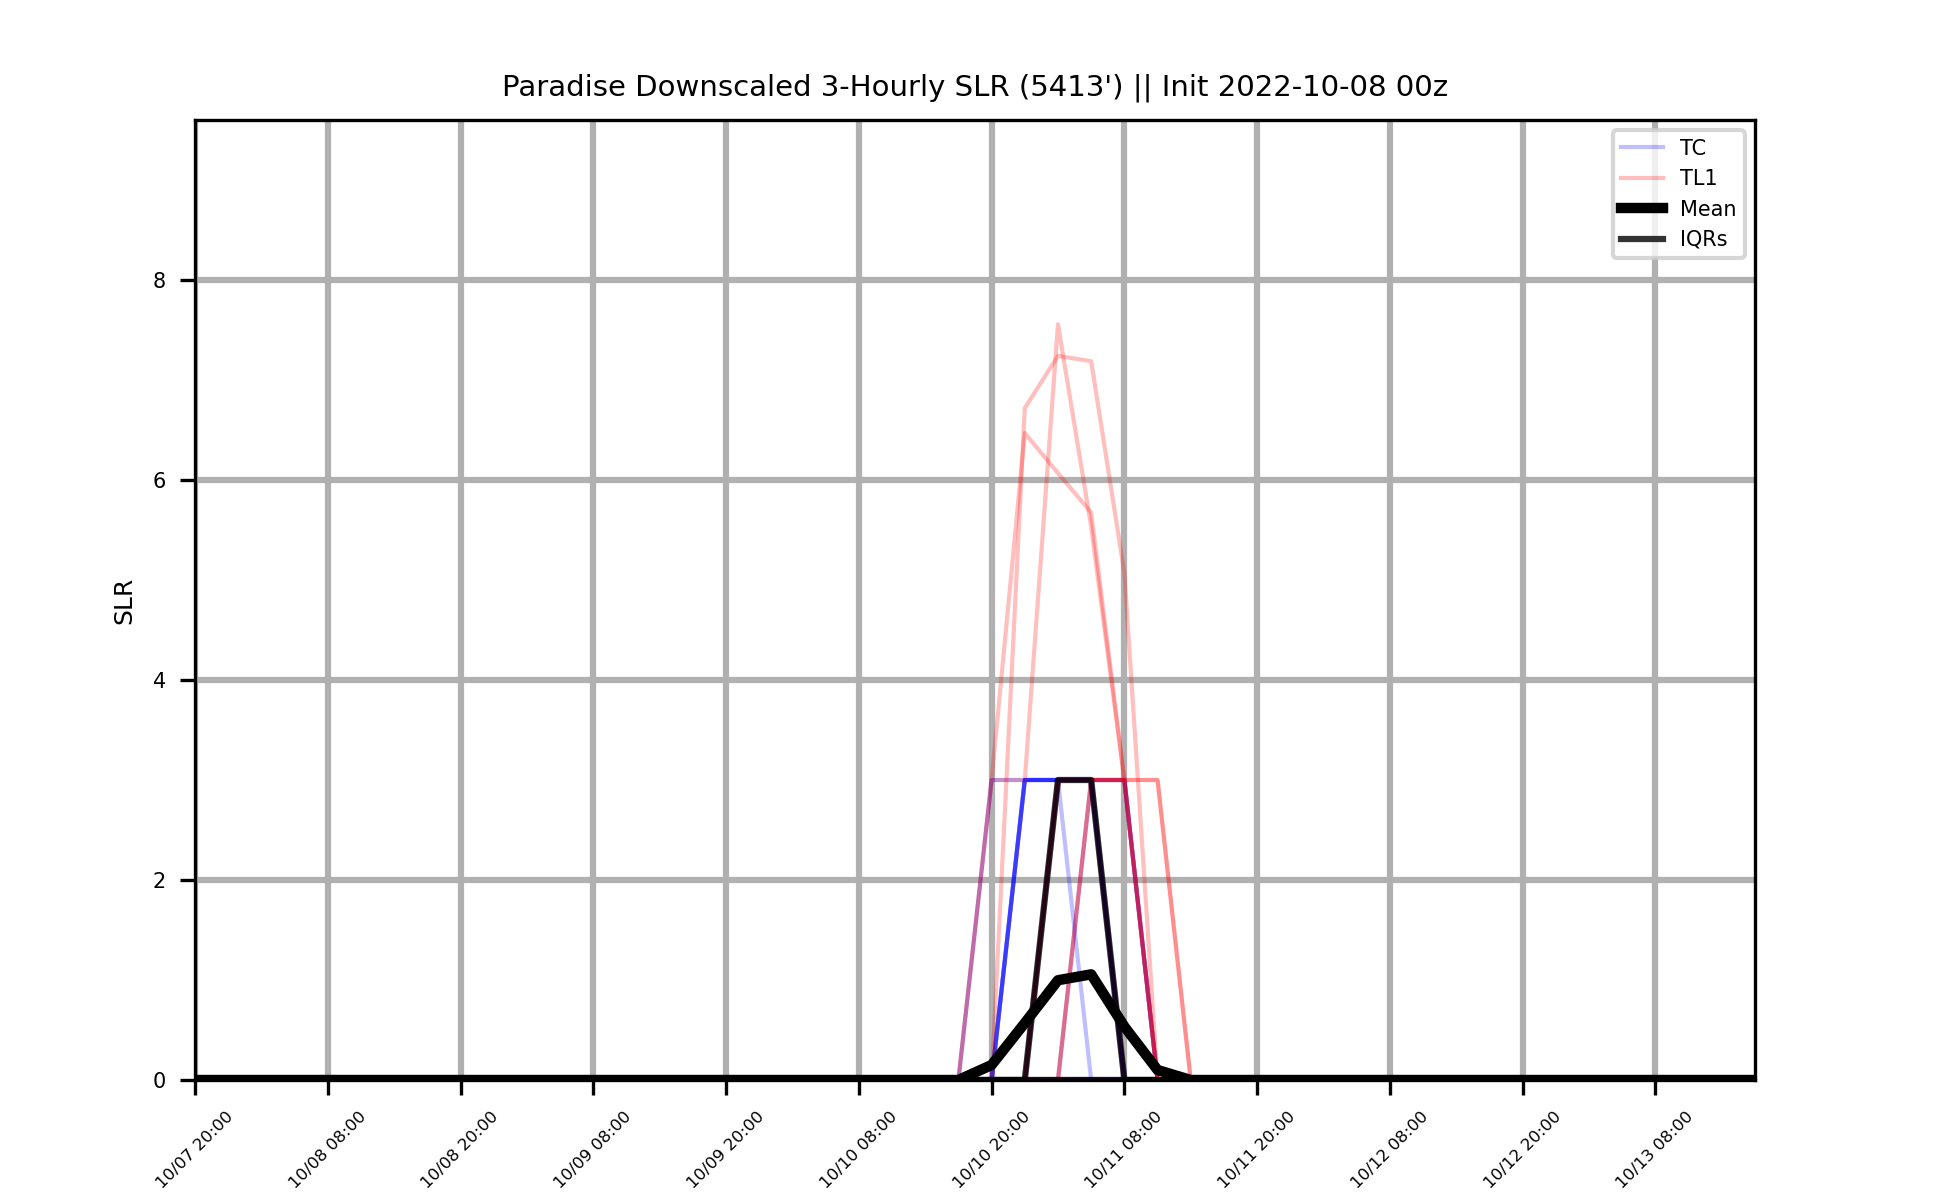 Paradise Downscaled 3-Hourly SLR (5413') || Init 2022-10-08 00z
TC
TL1
Mean
IQRs
SLR
8
6
4
2
0
10/07 20:00
10/08 08:00
10/08 20:00
10/09 08:00
10/09 20:00
10/10 08:00
10/10 20:00
10/11 08:00
10/11 20:00
10/12 08:00
10/12 20:00
10/13 08:00